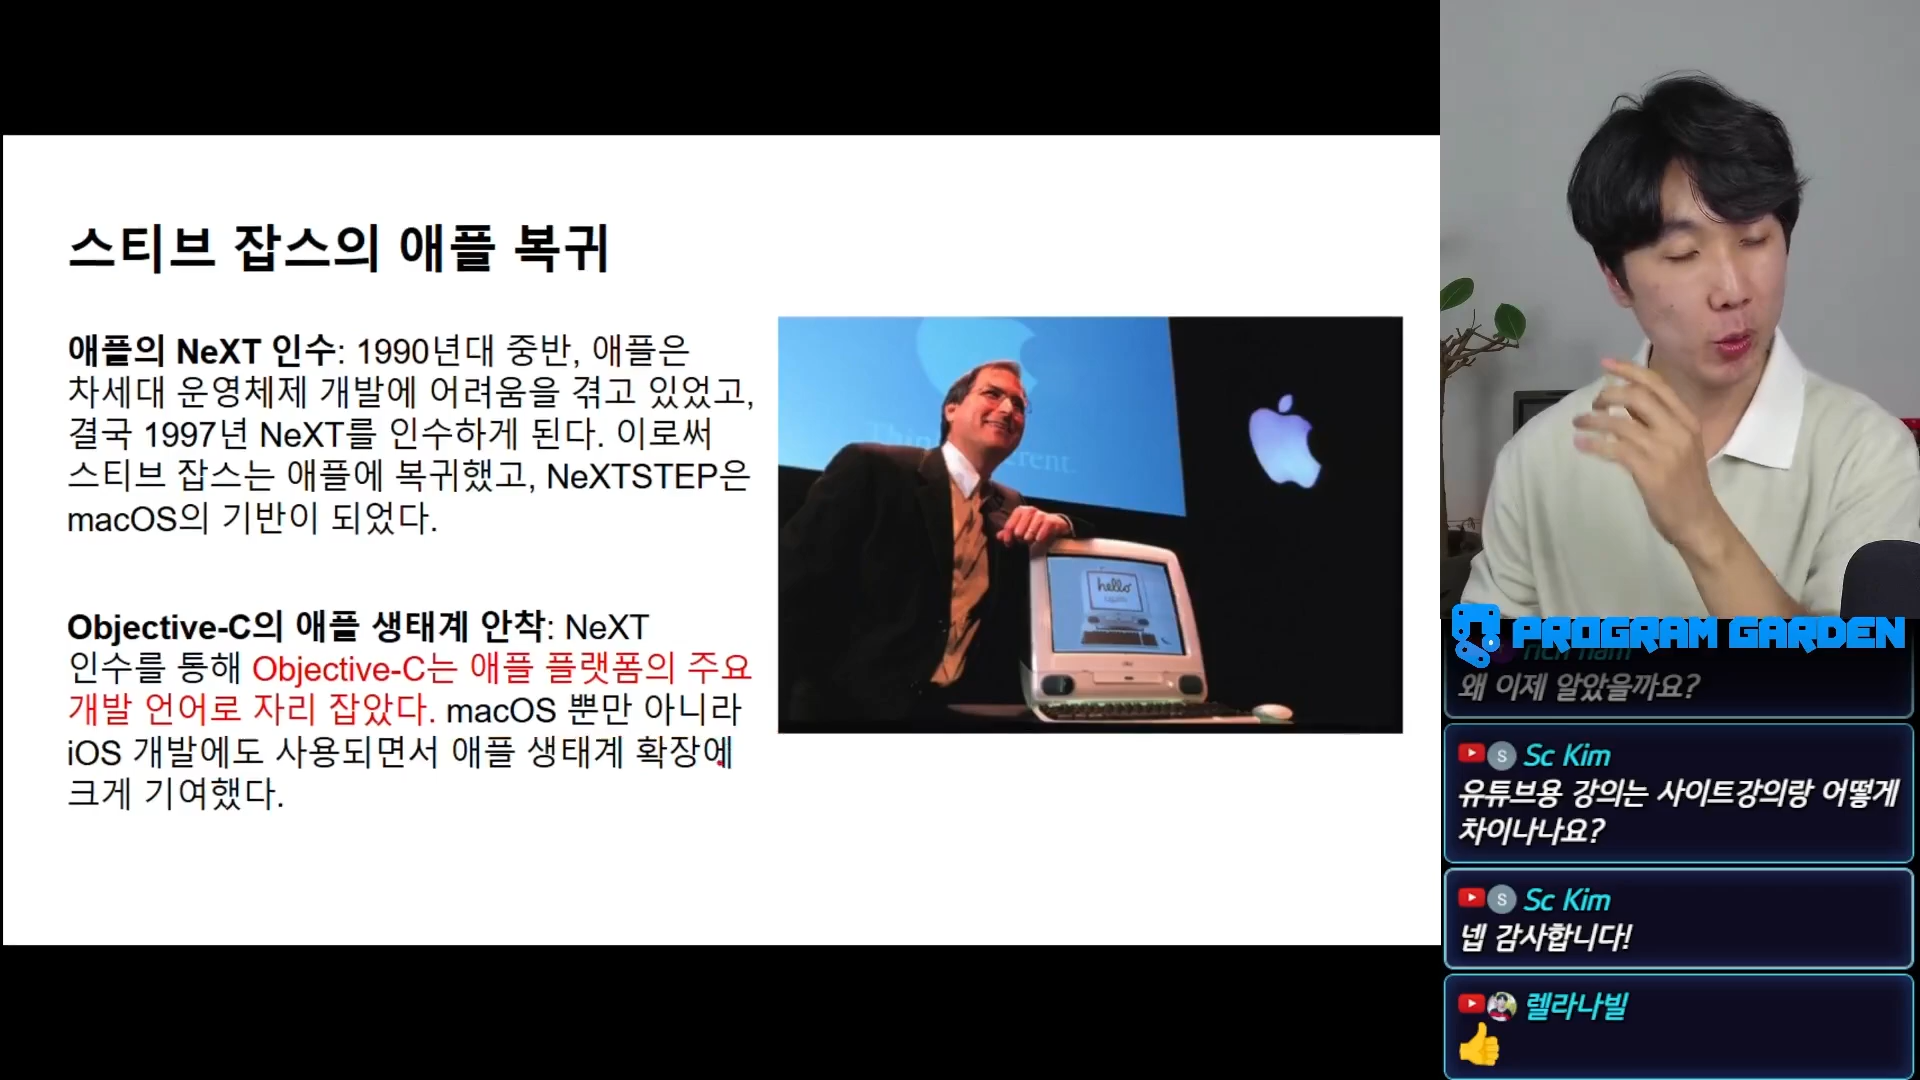 스티브 잡스의 애플 복귀
애플의 NeXT 인수: 1990년대 중반, 애플은
차세대 운영체제 개발에 어려움을 겪고 있었고,
결국 1997년 NeXT를 인수하게 된다. 이로써
스티브 잡스는 애플에 복귀했고, NeXTSTEP은
macOS의 기반이 되었다.
Objective-C의 애플 생태계 안착: NeXT
인수를 통해 Objective-C는 애플 플랫폼의 주요
개발 언어로 자리 잡았다. macOS 뿐만 아니라
iOS 개발에도 사용되면서 애플 생태계 확장에
크게 기여했다.
hello
PROGRAM GARDEN
왜 이제 알았을까요?
S Sc Kim
유튜브용 강의는 사이트강의랑 어떻게
차이나나요?
S Sc Kim
넵 감사합니다!
렐라나빌